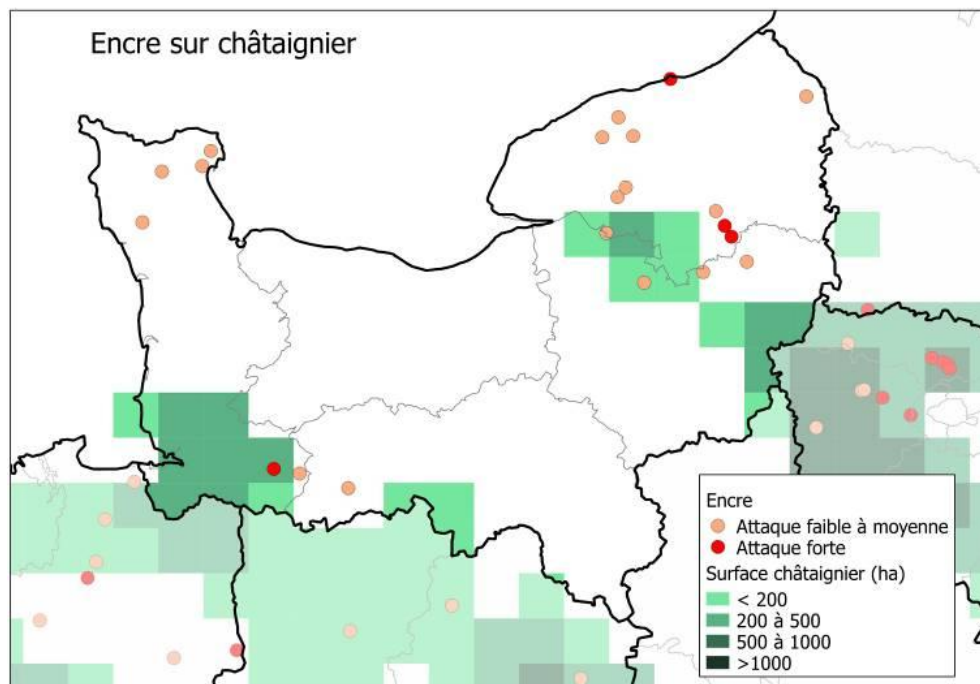 Encre sur châtaignier
Encre
Attaque faible à moyenne
Attaque forte
Surface châtaignier (ha)
< 200
200 à 500
500 à 1000
>1000